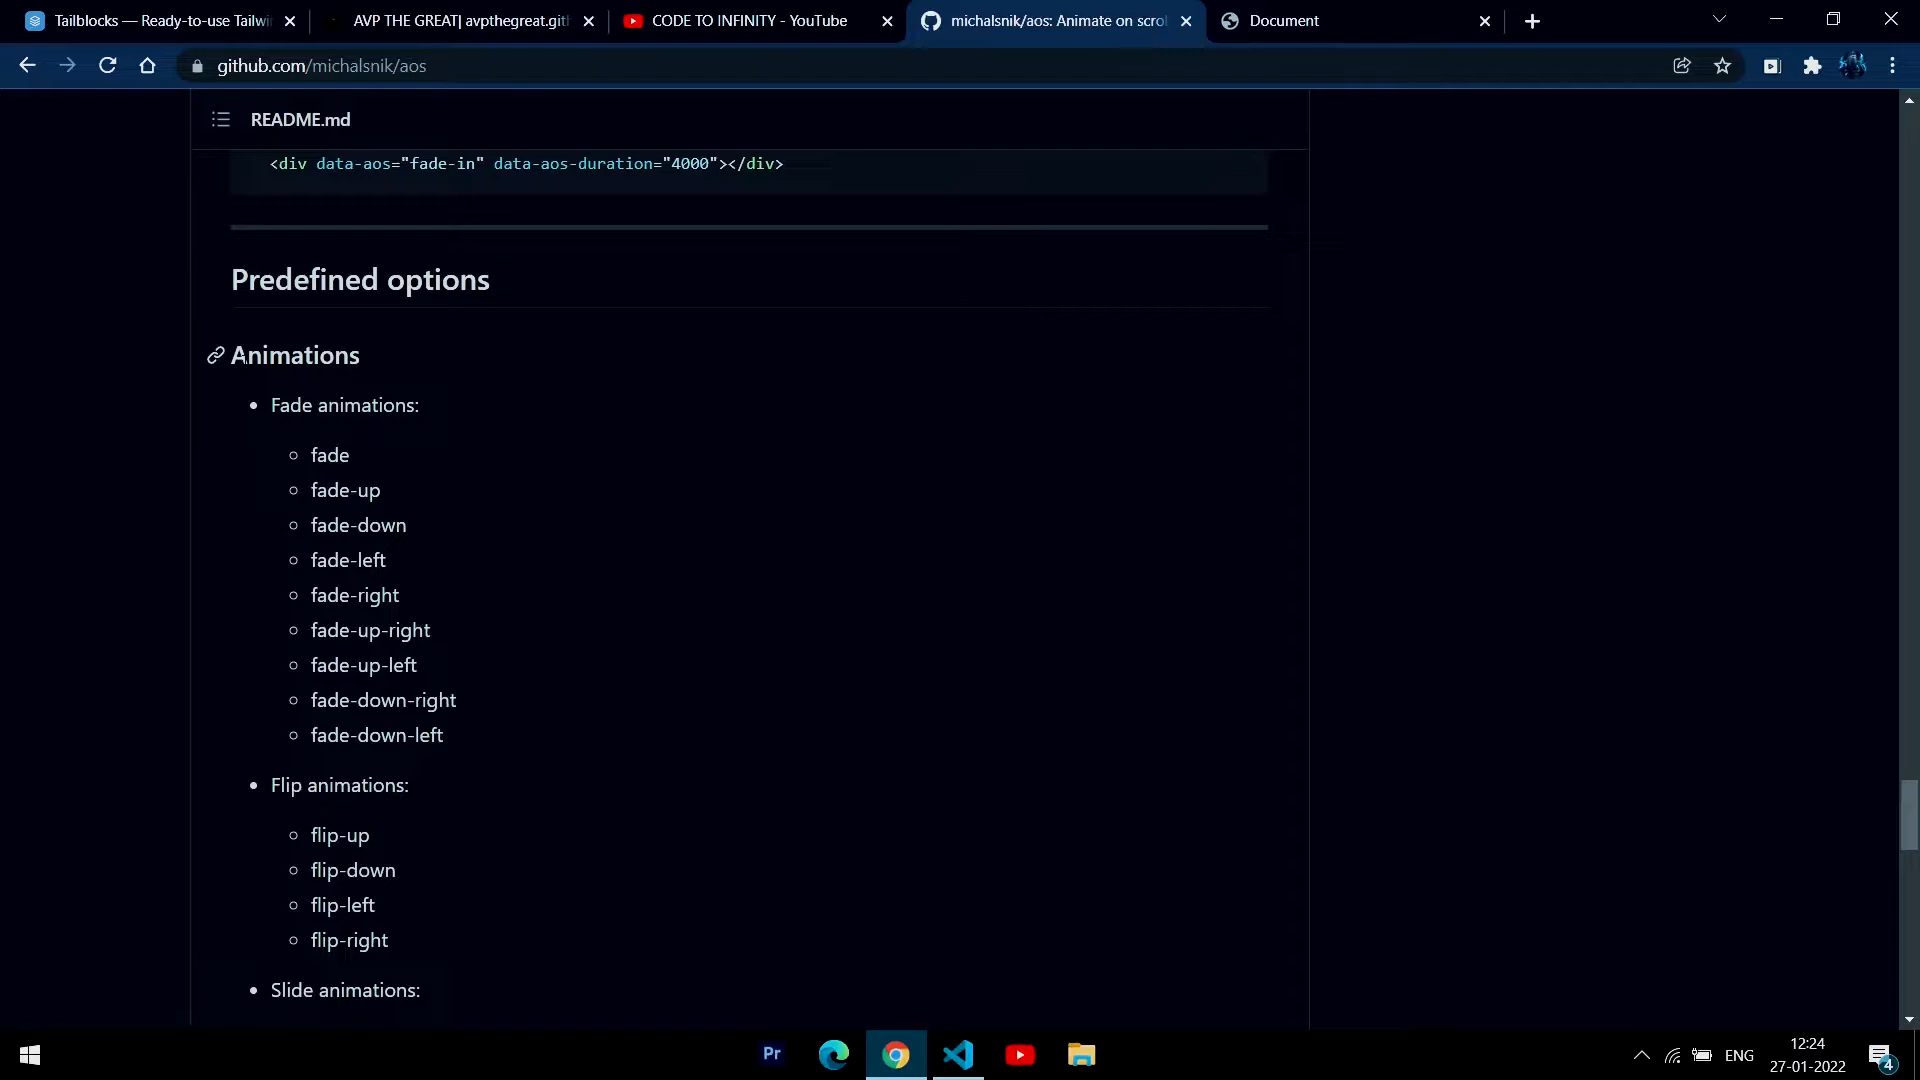 Tailblocks — Ready-to-use Tailwi
AVP THE GREAT| avpthegreat.git
CODE TO INFINITY - YouTube
michalsnik/aos: Animate on scrol
Document
github.com/michalsnik/aos
README.md
<div data-aos="fade-in" data-aos-duration="4000"></div>
Predefined options
Animations
Fade animations:
fade
fade-up
fade-down
fade-left
fade-right
fade-up-right
fade-up-left
fade-down-right
fade-down-left
Flip animations:
flip-up
flip-down
flip-left
flip-right
Slide animations:
Pr
ENG
12:24
27-01-2022
4